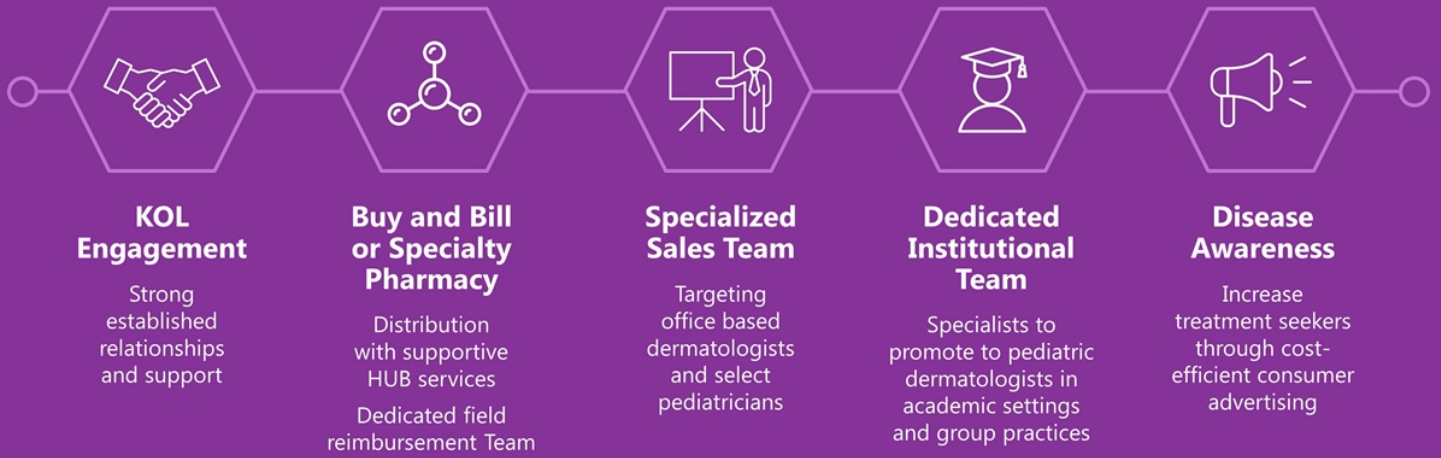 KOL
Engagement
Strong
established
relationships
and support
Buy and Bill
or Specialty
Pharmacy
Distribution
with supportive
HUB services
Dedicated field
reimbursement Team
Specialized
Sales Team
Targeting
office based
dermatologists
and select
pediatricians
Dedicated
Institutional
Team
Specialists to
promote to pediatric
dermatologists in
academic settings
and group practices
Disease
Awareness
Increase
treatment seekers
through cost-
efficient consumer
advertising